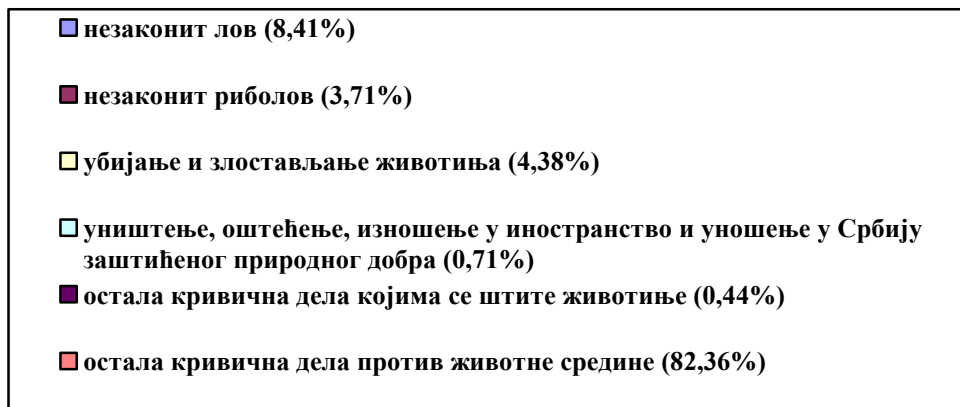 незаконит лов (8,41%)
незаконит риболов (3,71%)
убијање и злостављање животиња (4,38%)
уништење, оштећење, изношење у иностранство и уношење у Србију
заштићеног природног добра (0,71%)
остала кривична дела којима се штите животиње (0,44%)
остала кривична дела против животне средине (82,36%)